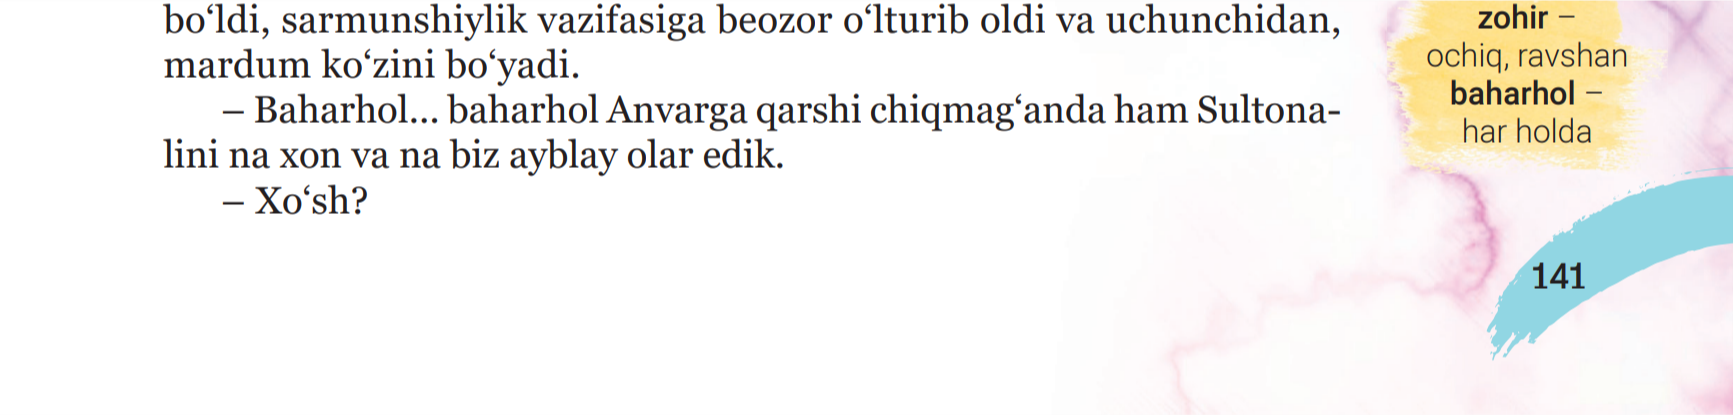 bo‘ldi, sarmunshiylik vazifasiga beozor o‘lturib oldi va uchunchidan,
mardum ko‘zini bo‘yadi.
– Baharhol... baharhol Anvarga qarshi chiqmag‘anda ham Sultona-
lini na xon va na biz ayblay olar edik.
– Xo‘sh?
zohir –
ochiq, ravshan
baharhol –
har holda
141